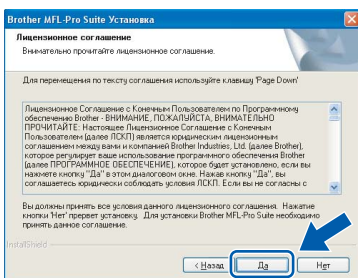 Brother MFL-Pro Suite Установка
Лицензионное соглашение
Внимательно прочитайте лицензионное соглашение.
Для перемещения по тексту соглашения используйте клавишу 'Page Down'
Лицензионное Соглашение с Конечным Пользователем по Программному
обеспечению Brother - ВНИМАНИЕ, ПОЖАЛУЙСТА, ВНИМАТЕЛЬНО
ПРОЧИТАЙТЕ: Настоящее Лицензионное Соглашение с Конечным
Пользователем (далее ЛСКП) является юридическим лицензионным
соглашением между вами и компанией Brother Industries, Ltd. (далее Brother),
которое регулирует ваше использование программного обеспечения Brother
(далее ПРОГРАММНОЕ ОБЕСПЕЧЕНИЕ), которое будет установлено, если вы
нажмете кнопку "Да" в этом диалоговом окне. Нажав кнопку "Да", вы
соглашаетесь юридически соблюдать условия ЛСКП. Если вы не согласны с
Вы должны принять все условия данного лицензионного соглашения. Нажатие
кнопки 'Нет' прервет установку. Для установки Brother MFL-Pro Suite необходимо
принять данное соглашение.
InstallShield
< Назад Да Нет